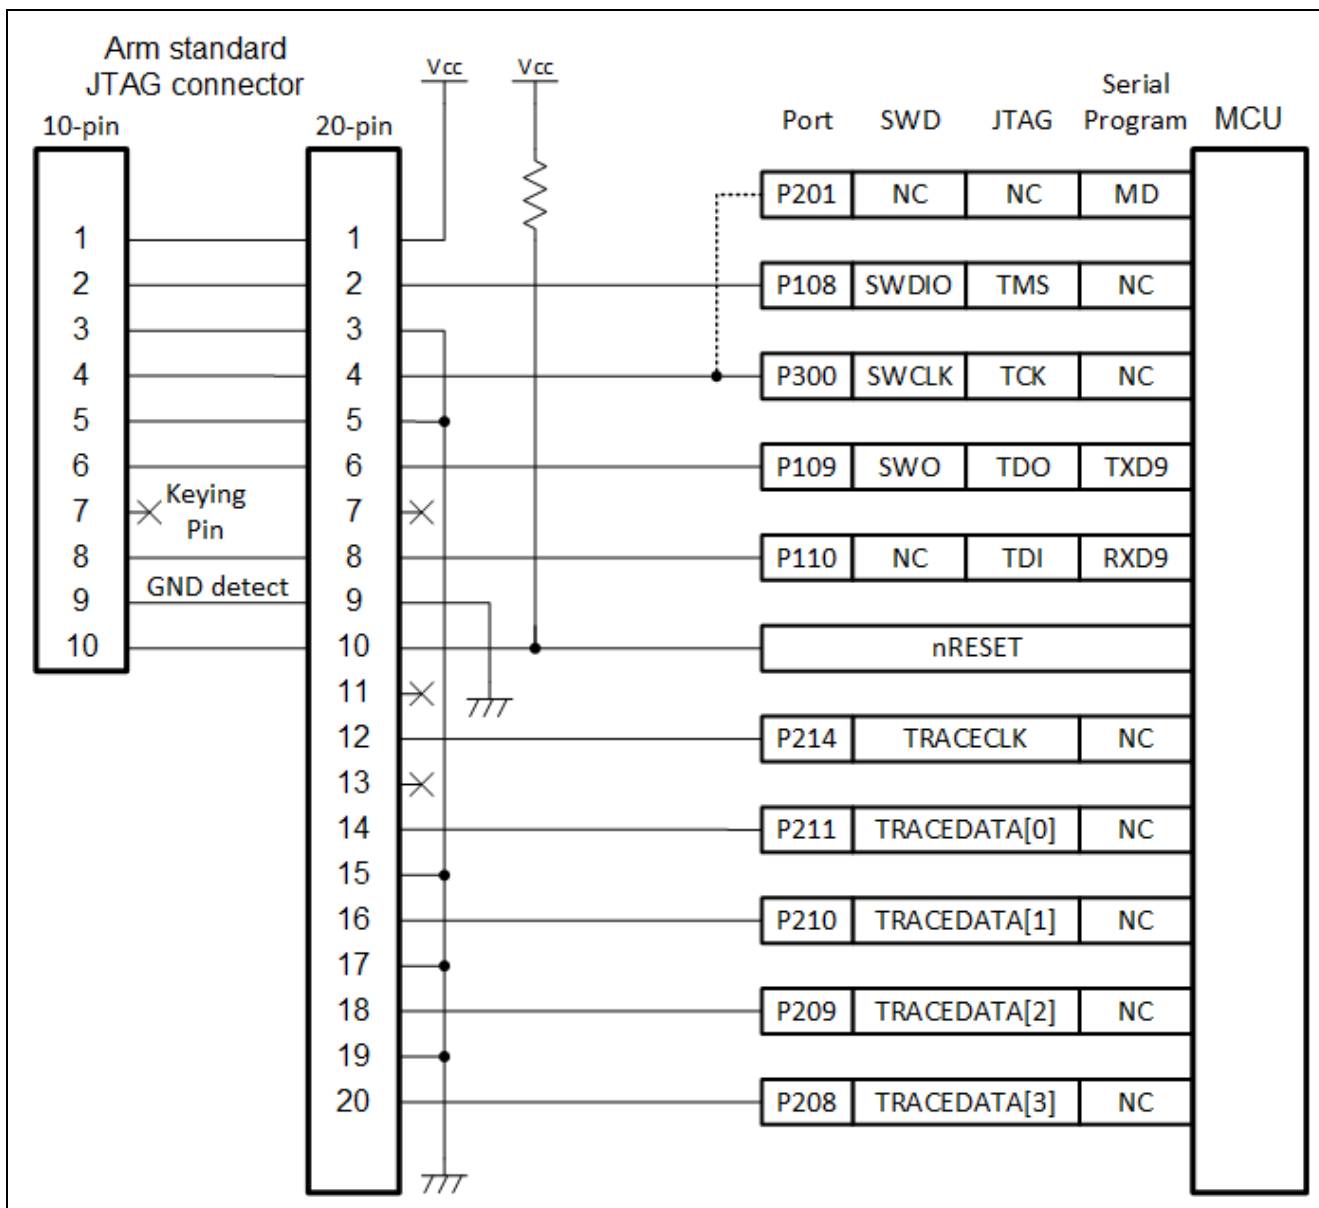 Arm standard
JTAG connector
10-pin
20-pin
Vcc
Vcc
Port
SWD
JTAG
Serial
Program
MCU
P201 NC NC MD
1 1
2 2 P108 SWDIO TMS NC
3 3
4 4 P300 SWCLK TCK NC
5 5
6 6 P109 SWO TDO TXD9
7 Keying
Pin
7
8 8 P110 NC TDI RXD9
9 GND detect 9
10 10 nRESET
11
12 P214 TRACECLK NC
13
14 P211 TRACEDATA[0] NC
15
16 P210 TRACEDATA[1] NC
17
18 P209 TRACEDATA[2] NC
19
20 P208 TRACEDATA[3] NC